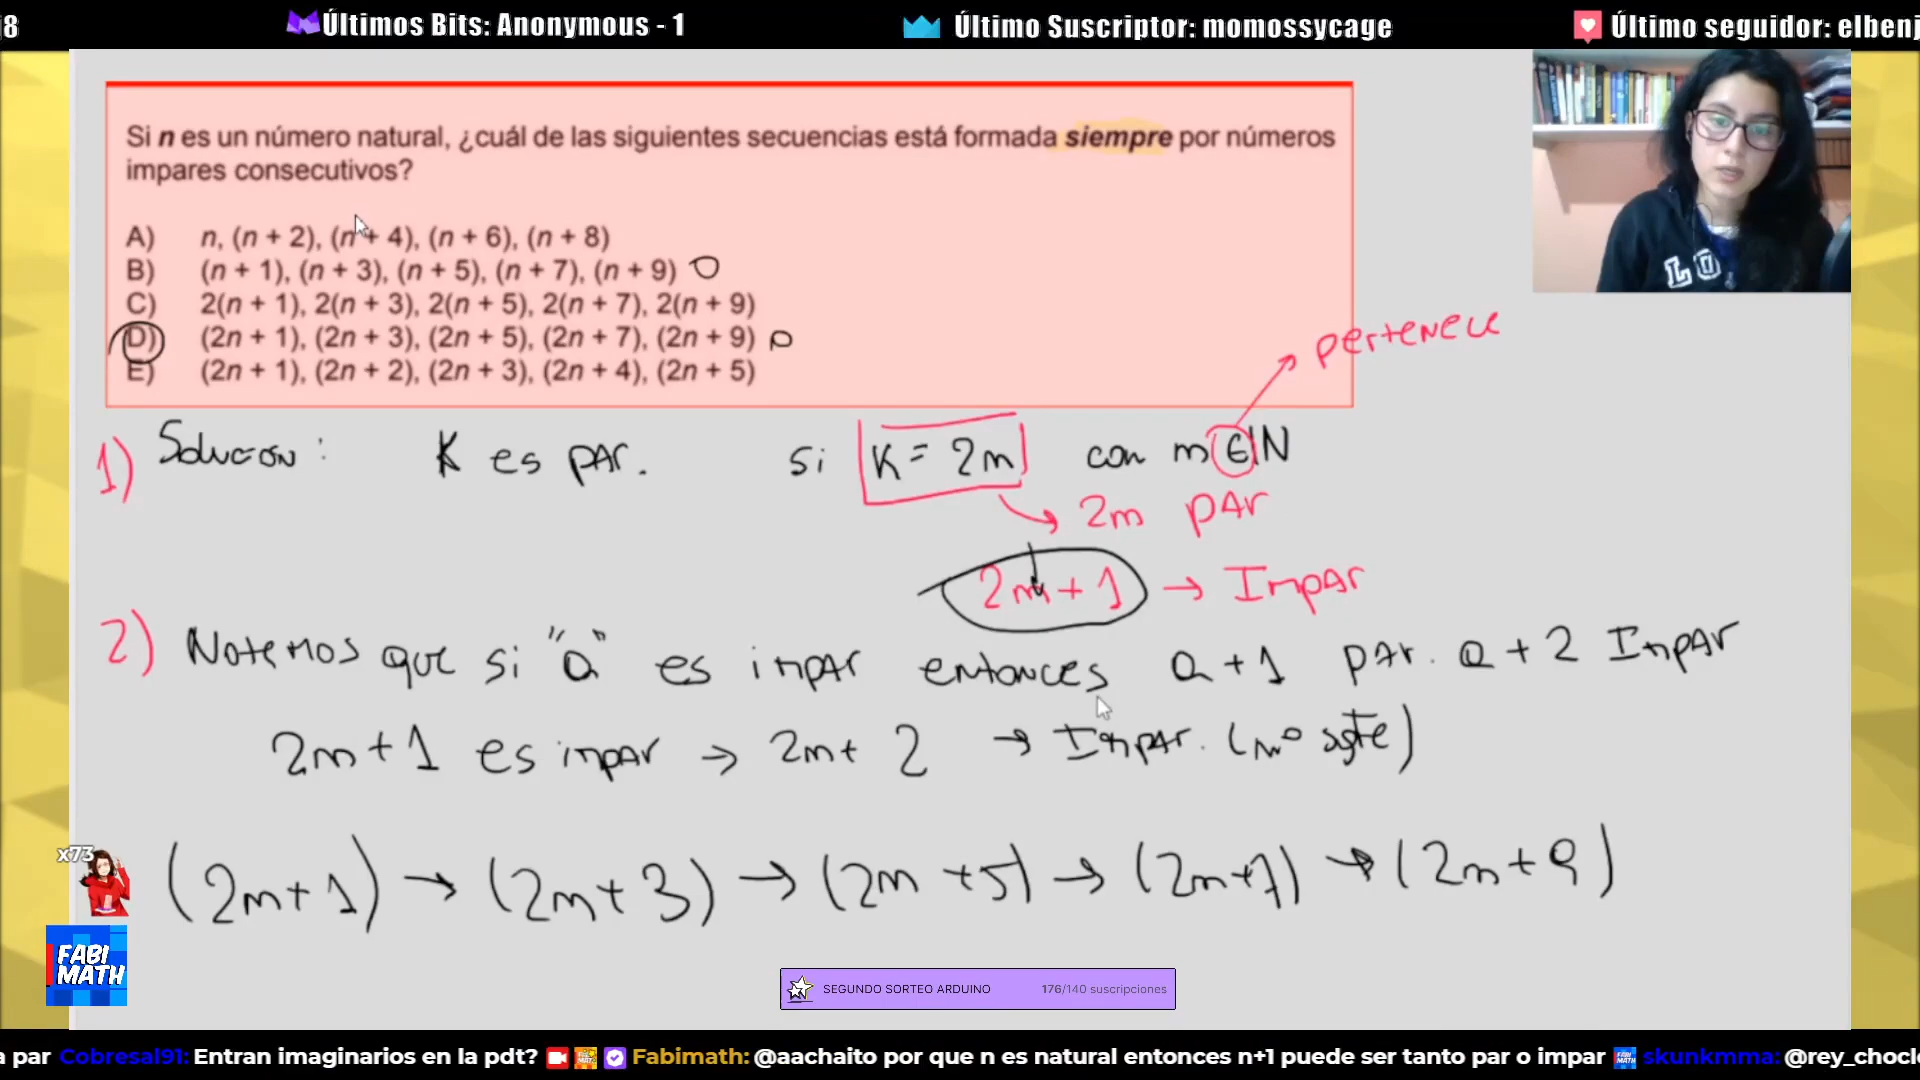 8
Últimos Bits: Anonymous - 1
Último Suscriptor: momossycage
Último seguidor: elbenj
Si n es un número natural, ¿cuál de las siguientes secuencias está formada siempre por números
impares consecutivos?
A) n, (n + 2), (n + 4), (n + 6), (n + 8)
B) (n + 1), (n + 3), (n + 5), (n + 7), (n + 9)
C) 2(n + 1), 2(n + 3), 2(n + 5), 2(n + 7), 2(n + 9)
D) (2n + 1), (2n + 3), (2n + 5), (2n + 7), (2n + 9)
E) (2n + 1), (2n + 2), (2n + 3), (2n + 4), (2n + 5)
LO
pertenece
1) Solución: K es par. si K = 2m con m ∈ ℕ
2m par
2m + 1 → Impar
2) Notemos que si "a" es impar entonces a + 1 par. a + 2 Impar
2m + 1 es impar → 2m + 2 → Impar. (no sgte)
(2m+1) → (2m+3) → (2m+5) → (2m+7) → (2m+9)
x73
FABI
MATH
SEGUNDO SORTEO ARDUINO 176/140 suscripciones
a par Cobresal91: Entran imaginarios en la pdt? Fabimath: @aachaito por que n es natural entonces n+1 puede ser tanto par o impar skunkmma: @rey_choclo